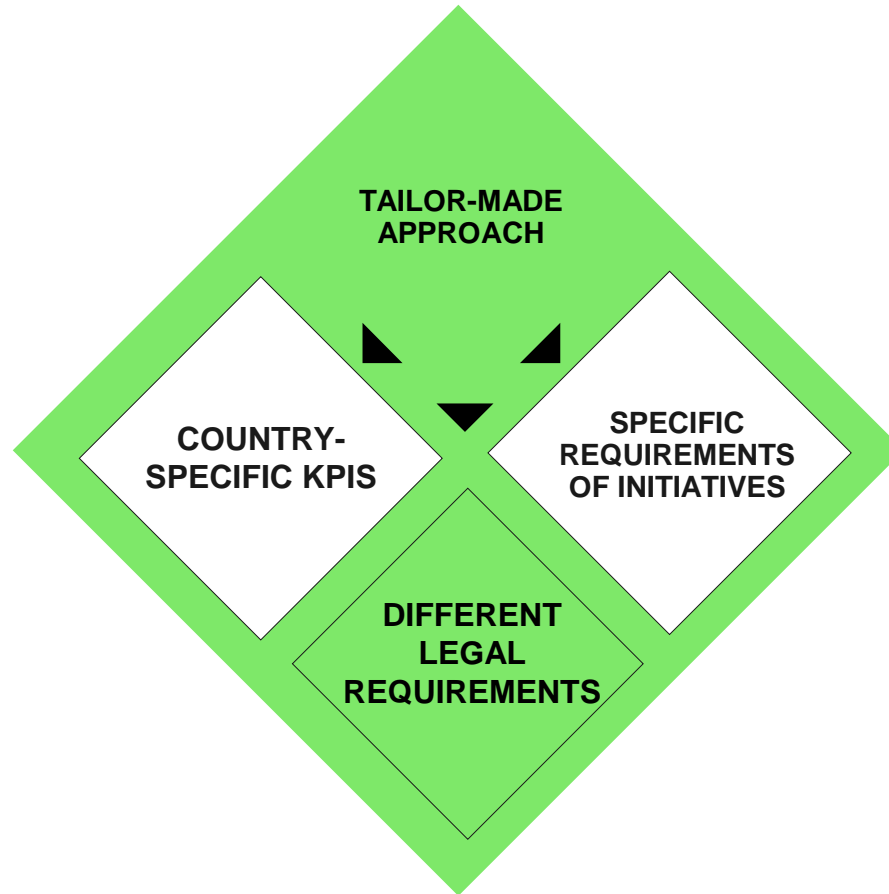 TAILOR-MADE
APPROACH
COUNTRY-
SPECIFIC KPIS
SPECIFIC
REQUIREMENTS
OF INITIATIVES
DIFFERENT
LEGAL
REQUIREMENTS